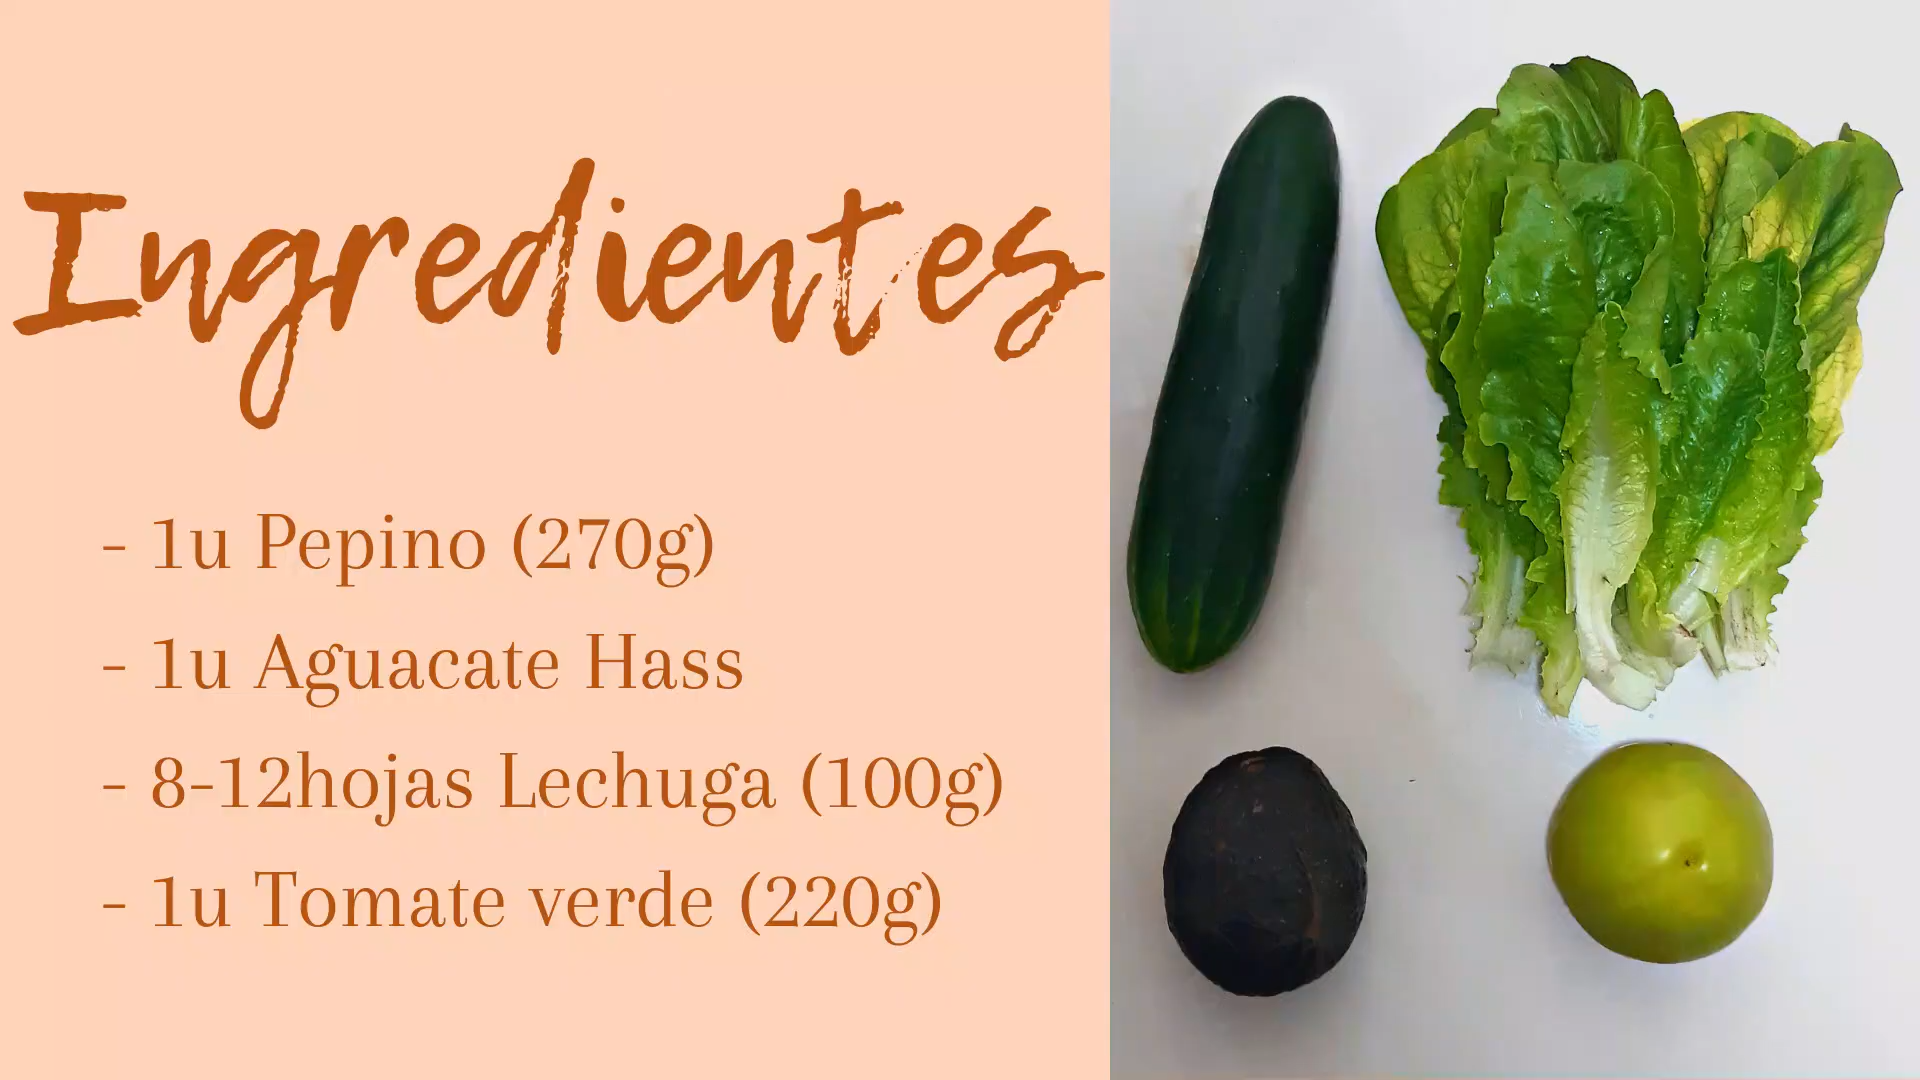 Ingredientes
- 1u Pepino (270g)
- 1u Aguacate Hass
- 8-12hojas Lechuga (100g)
- 1u Tomate verde (220g)